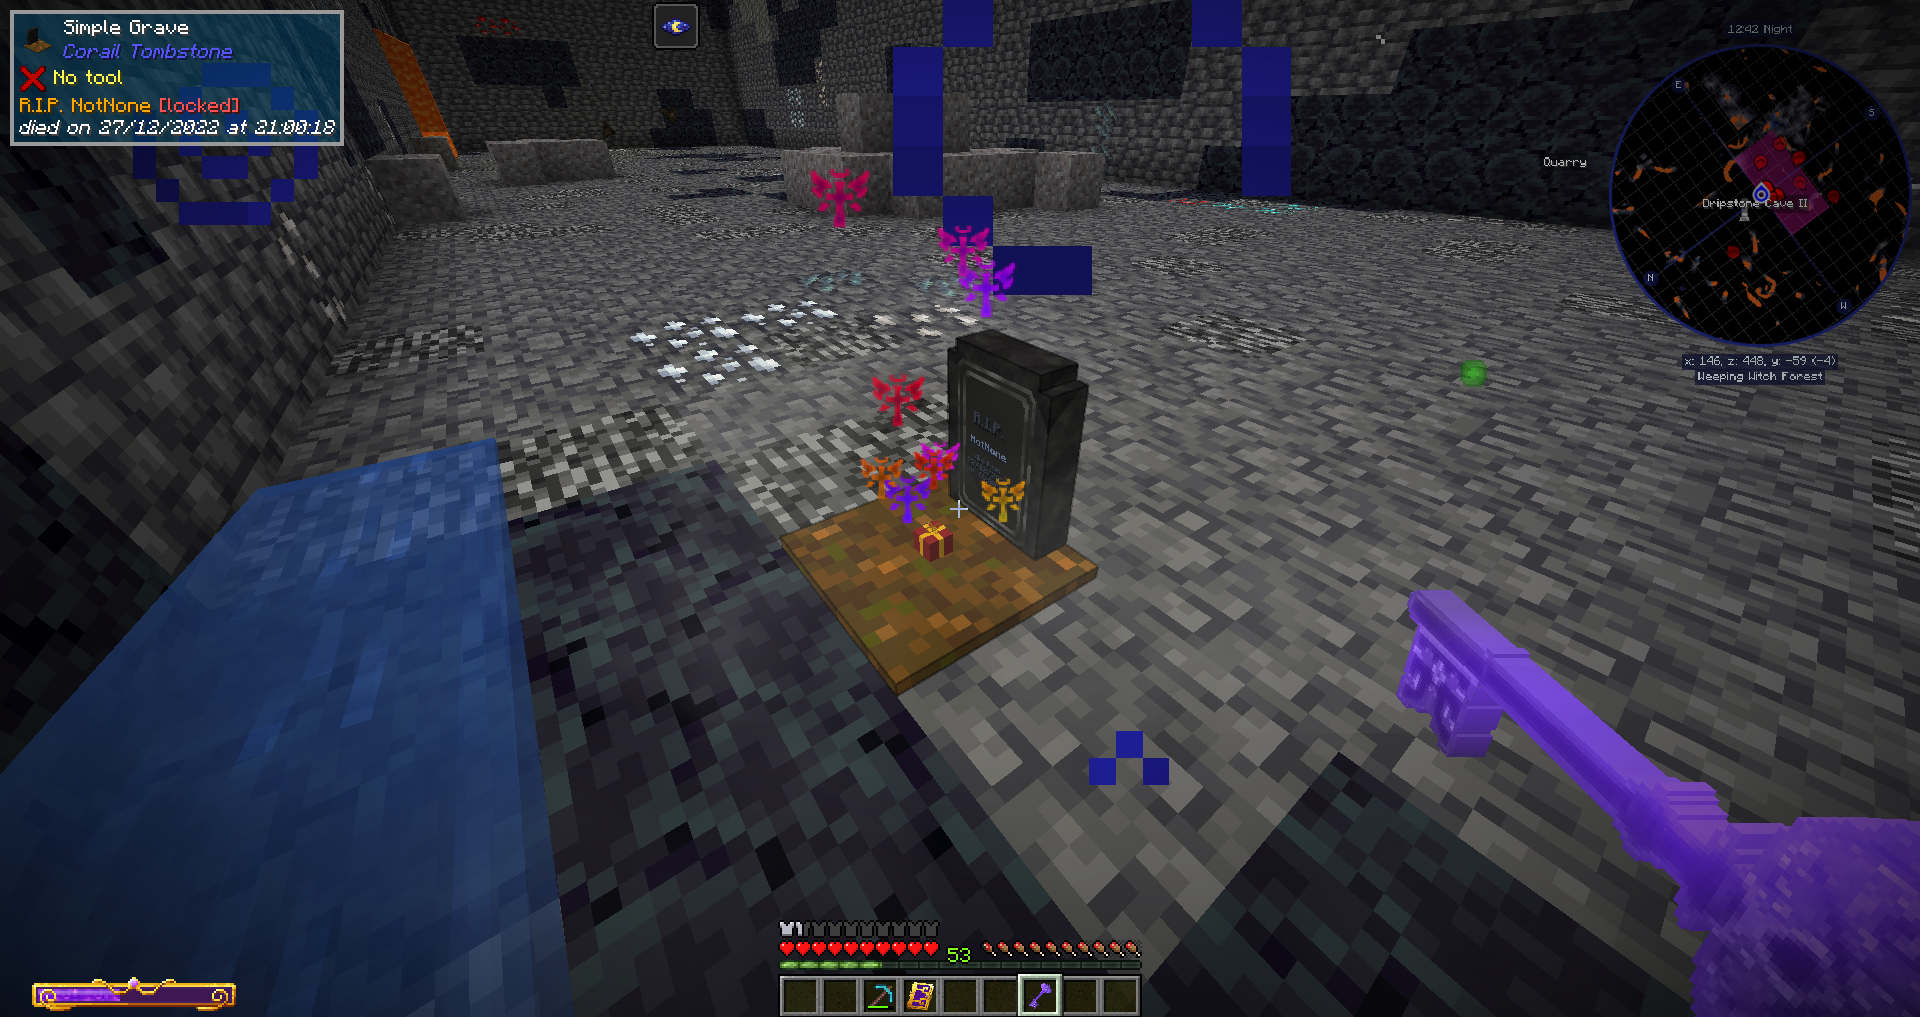 Simple Grave
Corail Tombstone
No tool
R.I.P. NotNone [locked]
died on 27/12/2022 at 21:00:18
12:42 Night
E
S
Quarry
Dripstone Cave II
N
W
x: 146, z: 448, y: -59 (-4)
Weeping Witch Forest
R.I.P.
NotNone
53